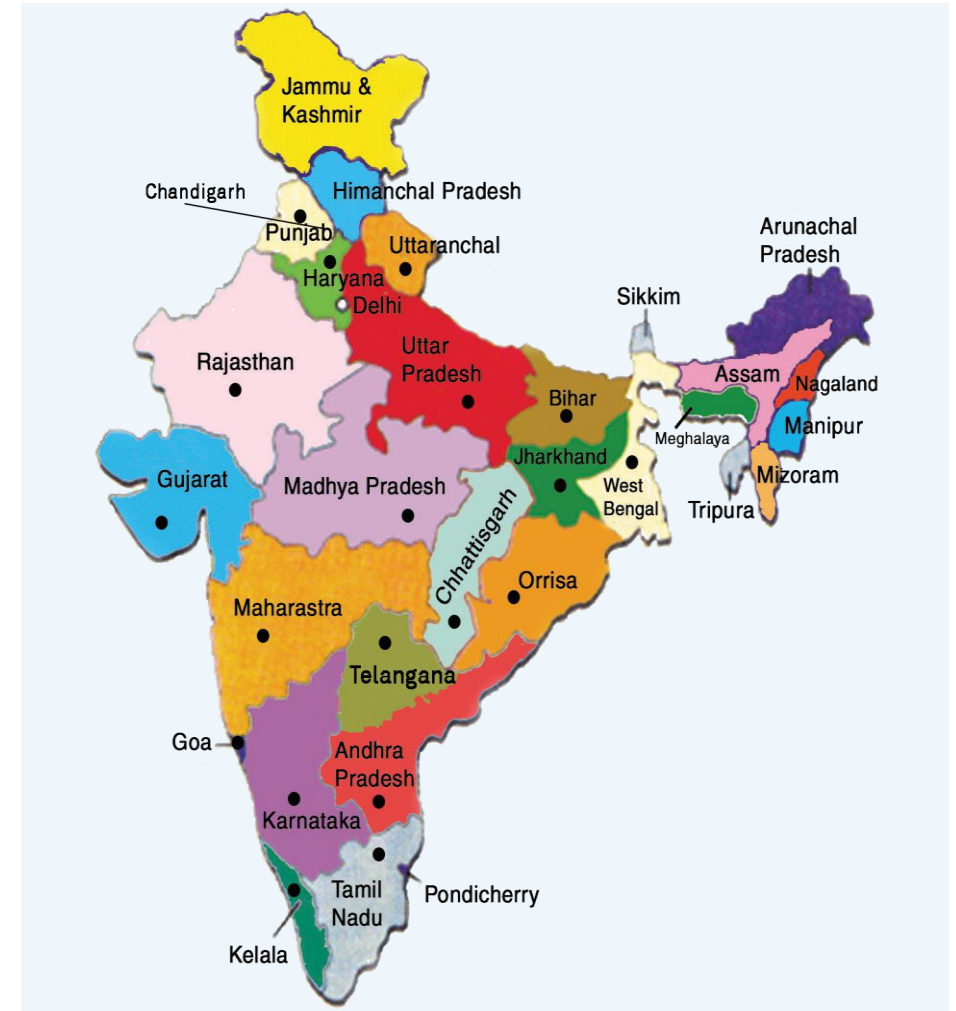 Jammu &
Kashmir
Chandigarh
Himanchal Pradesh
Punjab
Uttaranchal
Haryana
Delhi
Arunachal
Pradesh
Sikkim
Rajasthan
Uttar
Pradesh
Bihar
Assam
Nagaland
Meghalaya
Manipur
Gujarat
Madhya Pradesh
Jharkhand
West
Bengal
Mizoram
Tripura
Chhattisgarh
Orrisa
Maharastra
Telangana
Goa
Andhra
Pradesh
Karnataka
Tamil
Nadu
Pondicherry
Kelala